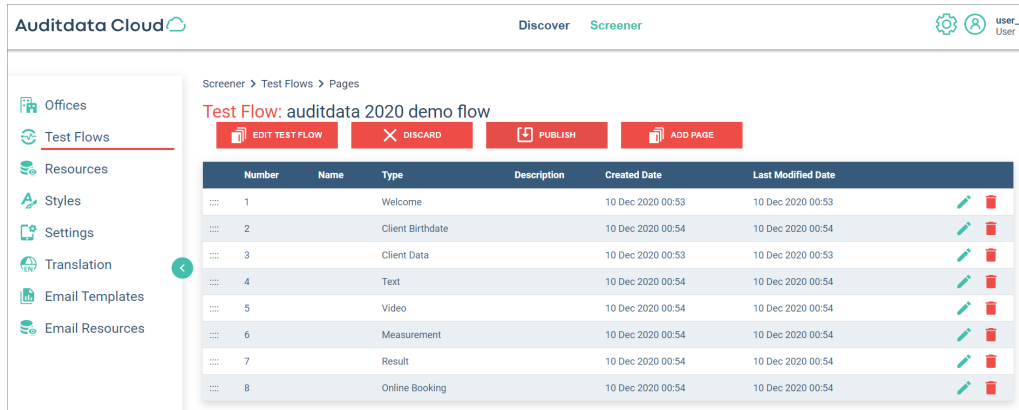 Auditdata Cloud
Discover Screener
user_
User
Screener > Test Flows > Pages
Offices
Test Flows
Resources
Styles
Settings
EN Translation
Email Templates
Email Resources
Test Flow: auditdata 2020 demo flow
EDIT TEST FLOW DISCARD PUBLISH ADD PAGE
Number Name Type Description Created Date Last Modified Date
1 Welcome 10 Dec 2020 00:53 10 Dec 2020 00:53
2 Client Birthdate 10 Dec 2020 00:54 10 Dec 2020 00:54
3 Client Data 10 Dec 2020 00:53 10 Dec 2020 00:53
4 Text 10 Dec 2020 00:54 10 Dec 2020 00:54
5 Video 10 Dec 2020 00:54 10 Dec 2020 00:54
6 Measurement 10 Dec 2020 00:54 10 Dec 2020 00:54
7 Result 10 Dec 2020 00:54 10 Dec 2020 00:54
8 Online Booking 10 Dec 2020 00:54 10 Dec 2020 00:54